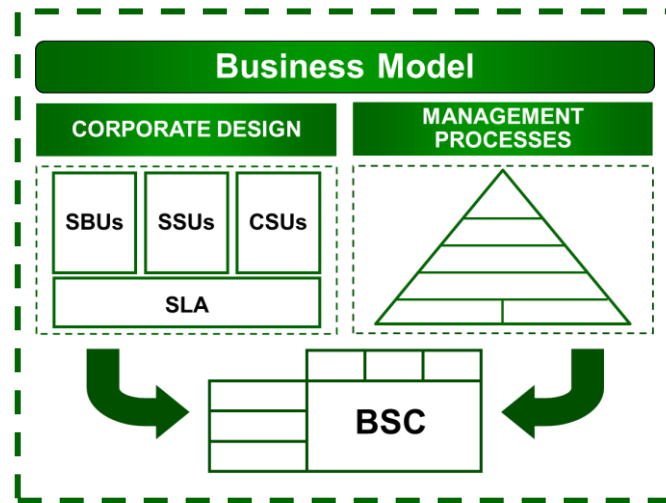 Business Model
CORPORATE DESIGN
MANAGEMENT
PROCESSES
SBUs
SSUs
CSUs
SLA
BSC